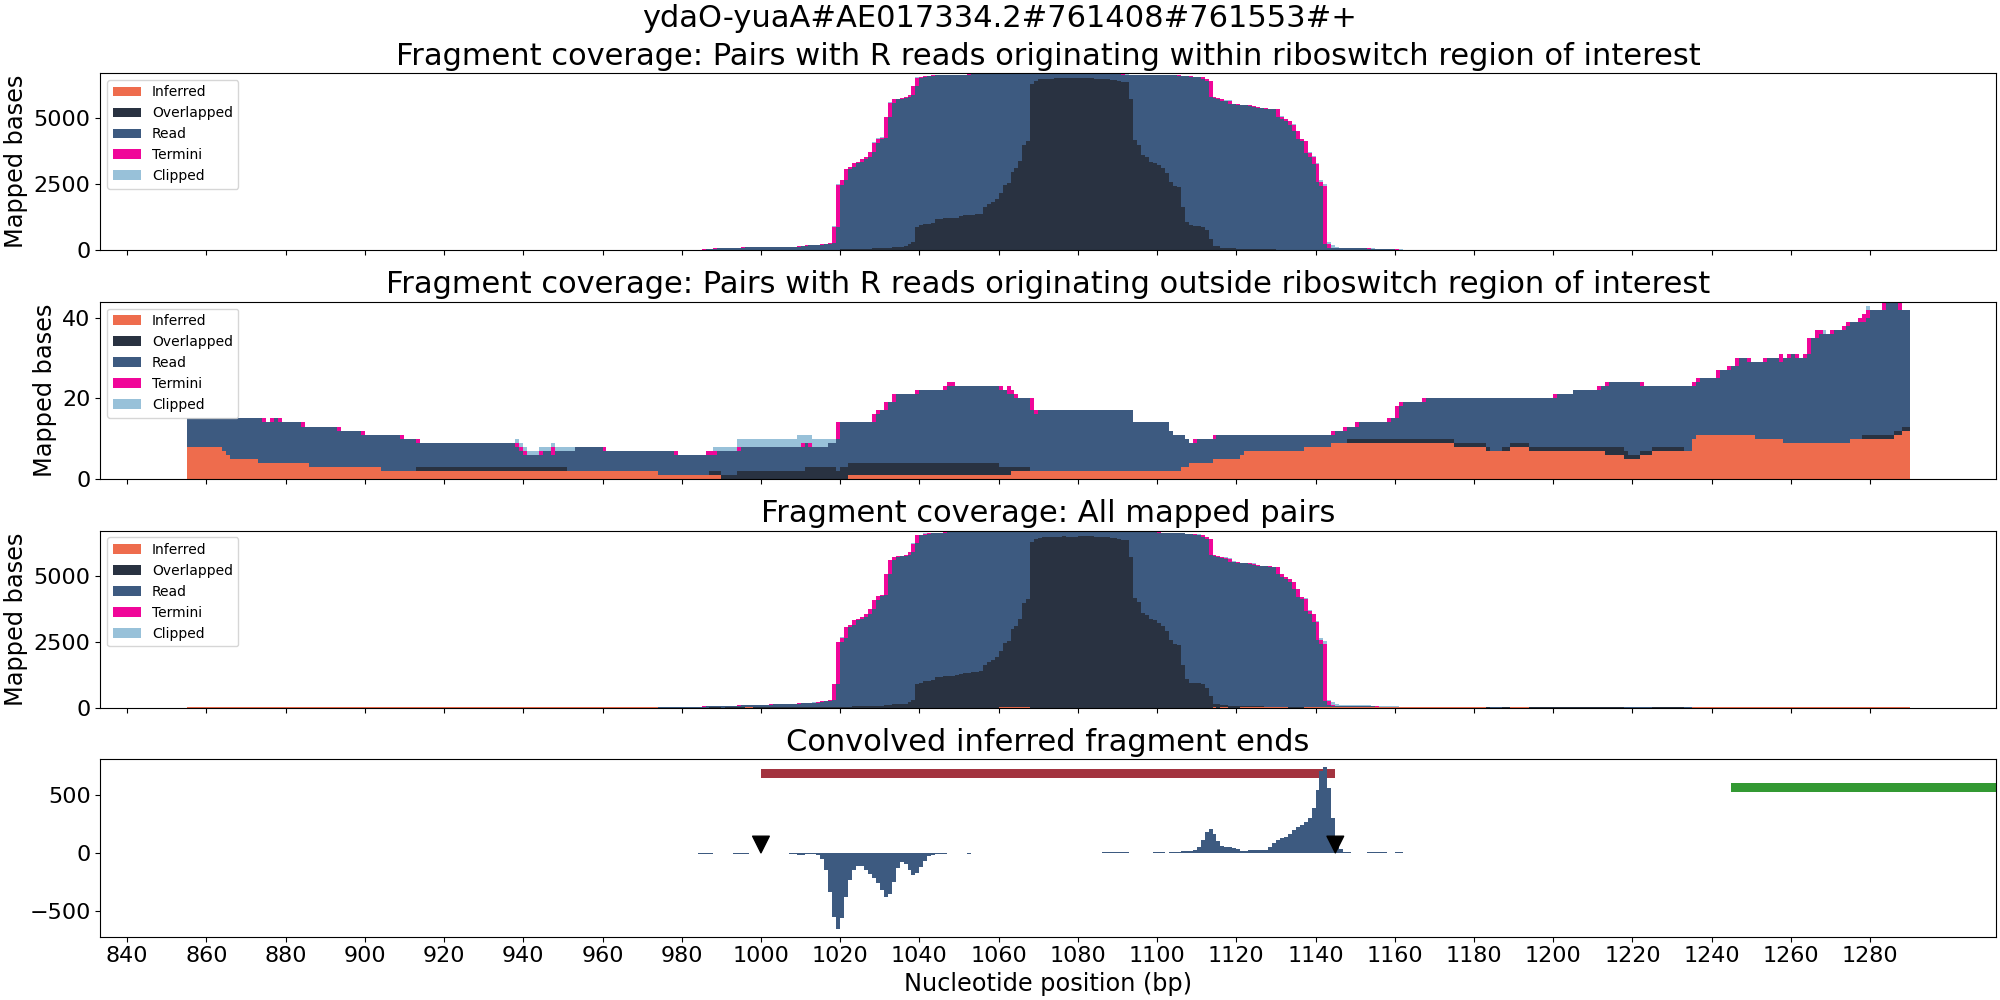 ydaO-yuaA#AE017334.2#761408#761553#+
Fragment coverage: Pairs with R reads originating within riboswitch region of interest
Mapped bases
5000
2500
0
Inferred
Overlapped
Read
Termini
Clipped
Fragment coverage: Pairs with R reads originating outside riboswitch region of interest
Mapped bases
40
20
0
Inferred
Overlapped
Read
Termini
Clipped
Fragment coverage: All mapped pairs
Mapped bases
5000
2500
0
Inferred
Overlapped
Read
Termini
Clipped
Convolved inferred fragment ends
500
0
−500
840 860 880 900 920 940 960 980 1000 1020 1040 1060 1080 1100 1120 1140 1160 1180 1200 1220 1240 1260 1280
Nucleotide position (bp)